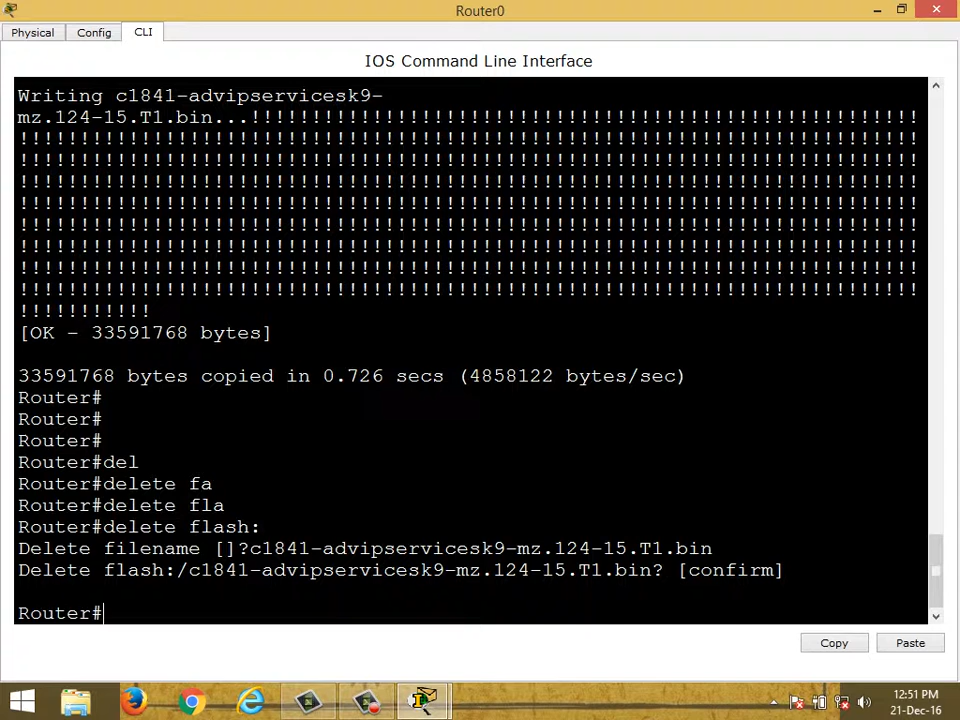 Router0
Physical
Config
CLI
IOS Command Line Interface
Writing c1841-advipservicesk9-
mz.124-15.T1.bin...!!!!!!!!!!!!!!!!!!!!!!!!!!!!!!!!!!!!!!!!!!!!!!!!!!!!!!!
!!!!!!!!!!!!!!!!!!!!!!!!!!!!!!!!!!!!!!!!!!!!!!!!!!!!!!!!!!!!!!!!!!!!!!!!!!
!!!!!!!!!!!!!!!!!!!!!!!!!!!!!!!!!!!!!!!!!!!!!!!!!!!!!!!!!!!!!!!!!!!!!!!!!!
!!!!!!!!!!!!!!!!!!!!!!!!!!!!!!!!!!!!!!!!!!!!!!!!!!!!!!!!!!!!!!!!!!!!!!!!!!
!!!!!!!!!!!!!!!!!!!!!!!!!!!!!!!!!!!!!!!!!!!!!!!!!!!!!!!!!!!!!!!!!!!!!!!!!!
!!!!!!!!!!!!!!!!!!!!!!!!!!!!!!!!!!!!!!!!!!!!!!!!!!!!!!!!!!!!!!!!!!!!!!!!!!
!!!!!!!!!!!!!!!!!!!!!!!!!!!!!!!!!!!!!!!!!!!!!!!!!!!!!!!!!!!!!!!!!!!!!!!!!!
!!!!!!!!!!!!!!!!!!!!!!!!!!!!!!!!!!!!!!!!!!!!!!!!!!!!!!!!!!!!!!!!!!!!!!!!!!
!!!!!!!!!!!!!!!!!!!!!!!!!!!!!!!!!!!!!!!!!!!!!!!!!!!!!!!!!!!!!!!!!!!!!!!!!!
!!!!!!!!!!!
[OK - 33591768 bytes]
33591768 bytes copied in 0.726 secs (4858122 bytes/sec)
Router#
Router#
Router#
Router#del
Router#delete fa
Router#delete fla
Router#delete flash:
Delete filename []?c1841-advipservicesk9-mz.124-15.T1.bin
Delete flash:/c1841-advipservicesk9-mz.124-15.T1.bin? [confirm]
Router#
Copy
Paste
12:51 PM
21-Dec-16